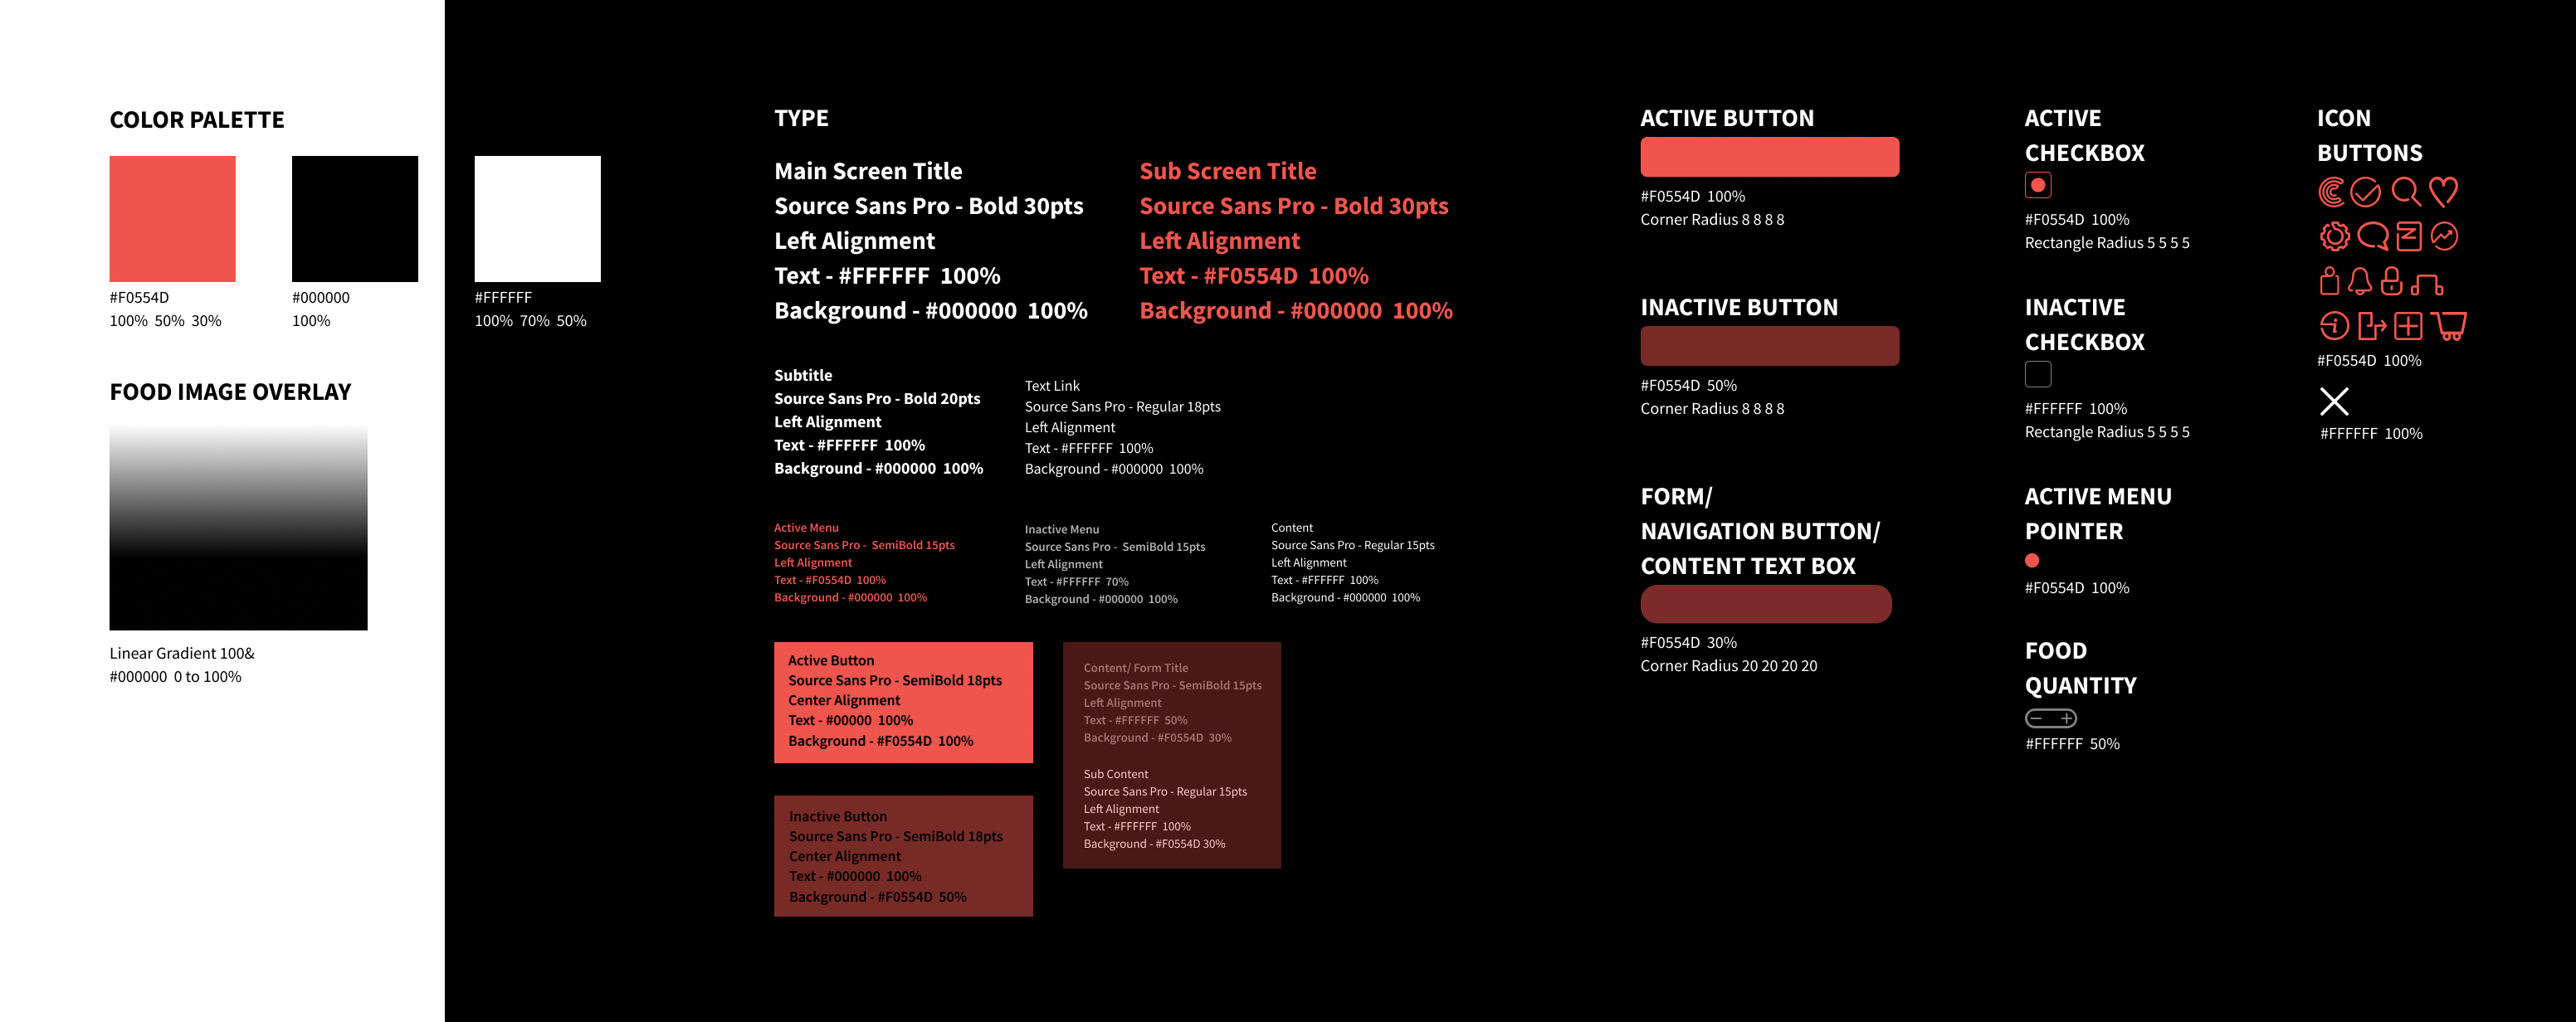 COLOR PALETTE
#F0554D
100% 50% 30%
#000000
100%
#FFFFFF
100% 70% 50%
FOOD IMAGE OVERLAY
Linear Gradient 100&
#000000 0 to 100%
TYPE
Main Screen Title
Source Sans Pro - Bold 30pts
Left Alignment
Text - #FFFFFF 100%
Background - #000000 100%
Sub Screen Title
Source Sans Pro - Bold 30pts
Left Alignment
Text - #F0554D 100%
Background - #000000 100%
Subtitle
Source Sans Pro - Bold 20pts
Left Alignment
Text - #FFFFFF 100%
Background - #000000 100%
Text Link
Source Sans Pro - Regular 18pts
Left Alignment
Text - #FFFFFF 100%
Background - #000000 100%
Active Menu
Source Sans Pro - SemiBold 15pts
Left Alignment
Text - #F0554D 100%
Background - #000000 100%
Inactive Menu
Source Sans Pro - SemiBold 15pts
Left Alignment
Text - #FFFFFF 70%
Background - #000000 100%
Content
Source Sans Pro - Regular 15pts
Left Alignment
Text - #FFFFFF 100%
Background - #000000 100%
Active Button
Source Sans Pro - SemiBold 18pts
Center Alignment
Text - #00000 100%
Background - #F0554D 100%
Inactive Button
Source Sans Pro - SemiBold 18pts
Center Alignment
Text - #000000 100%
Background - #F0554D 50%
Content/ Form Title
Source Sans Pro - SemiBold 15pts
Left Alignment
Text - #FFFFFF 50%
Background - #F0554D 30%
Sub Content
Source Sans Pro - Regular 15pts
Left Alignment
Text - #FFFFFF 100%
Background - #F0554D 30%
ACTIVE BUTTON
#F0554D 100%
Corner Radius 8 8 8 8
INACTIVE BUTTON
#F0554D 50%
Corner Radius 8 8 8 8
FORM/
NAVIGATION BUTTON/
CONTENT TEXT BOX
#F0554D 30%
Corner Radius 20 20 20 20
ACTIVE
CHECKBOX
#F0554D 100%
Rectangle Radius 5 5 5 5
INACTIVE
CHECKBOX
#FFFFFF 100%
Rectangle Radius 5 5 5 5
ACTIVE MENU
POINTER
#F0554D 100%
FOOD
QUANTITY
#FFFFFF 50%
ICON
BUTTONS
#F0554D 100%
#FFFFFF 100%